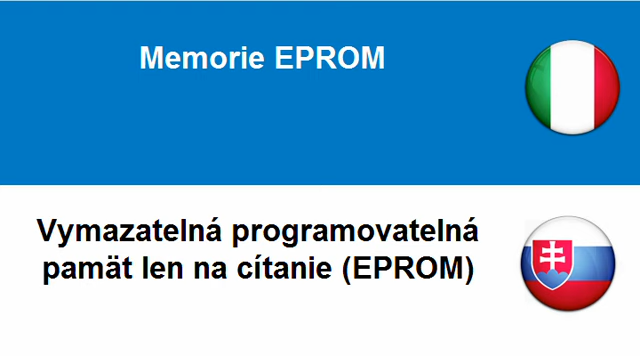 Memorie EPROM
Vymazatelná programovatelná
pamät len na cítanie (EPROM)